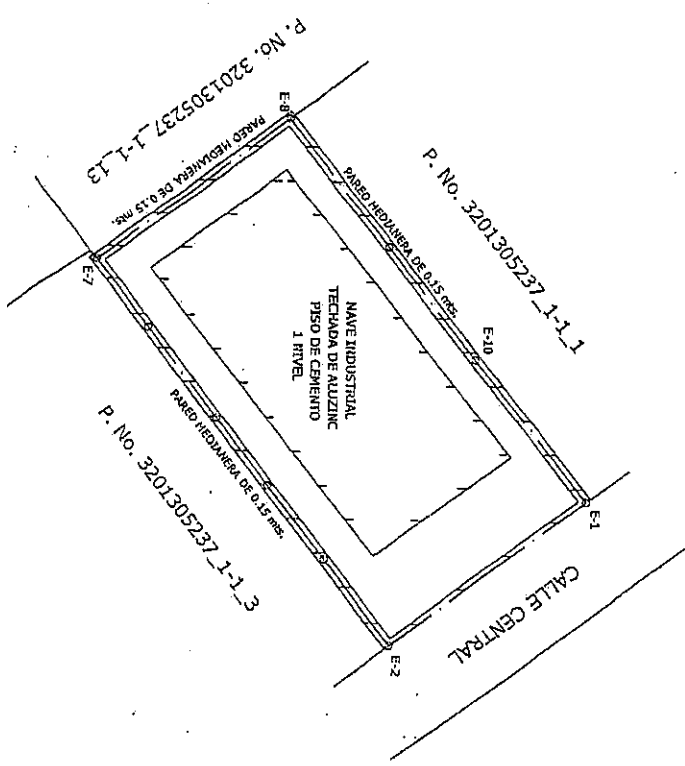 P. No. 3201305237_1-1_13
E-8
PARED MEDIANERA DE 0.15 mts.
PARED MEDIANERA DE 0.15 mts.
P. No. 3201305237_1-1_1
E-10
E-7
NAVE INDUSTRIAL
TECHADA DE ALUZINC
PISO DE CEMENTO
1 NIVEL
PARED MEDIANERA DE 0.15 mts.
P. No. 3201305237_1-1_3
E-1
CALLE CENTRAL
E-2